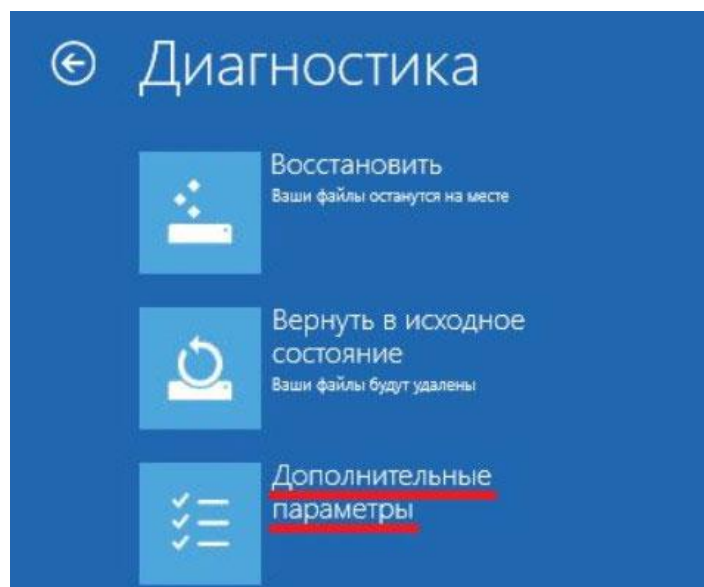 Диагностика
Восстановить
Ваши файлы останутся на месте
Вернуть в исходное
состояние
Ваши файлы будут удалены
Дополнительные
параметры